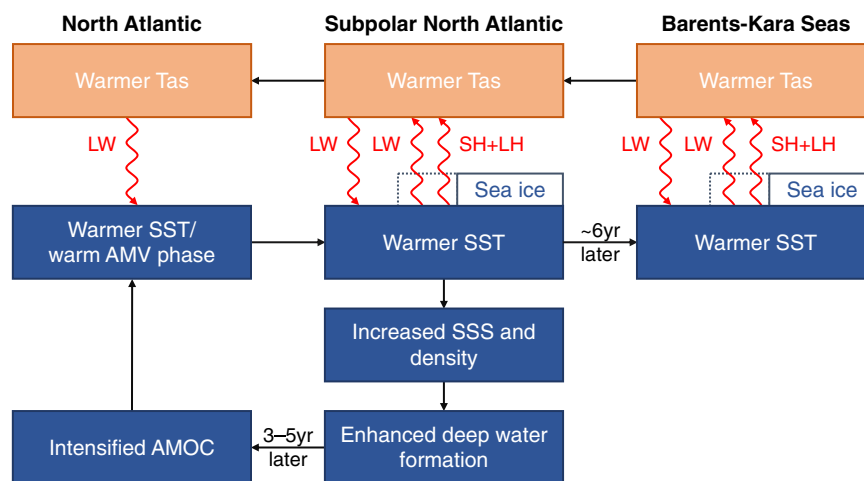 North Atlantic
Subpolar North Atlantic
Barents-Kara Seas
Warmer Tas
Warmer Tas
Warmer Tas
LW
LW
LW
SH+LH
LW
LW
SH+LH
Sea ice
Sea ice
Warmer SST/
warm AMV phase
Warmer SST
~6yr
later
Warmer SST
Increased SSS and
density
Intensified AMOC
3–5yr
later
Enhanced deep water
formation